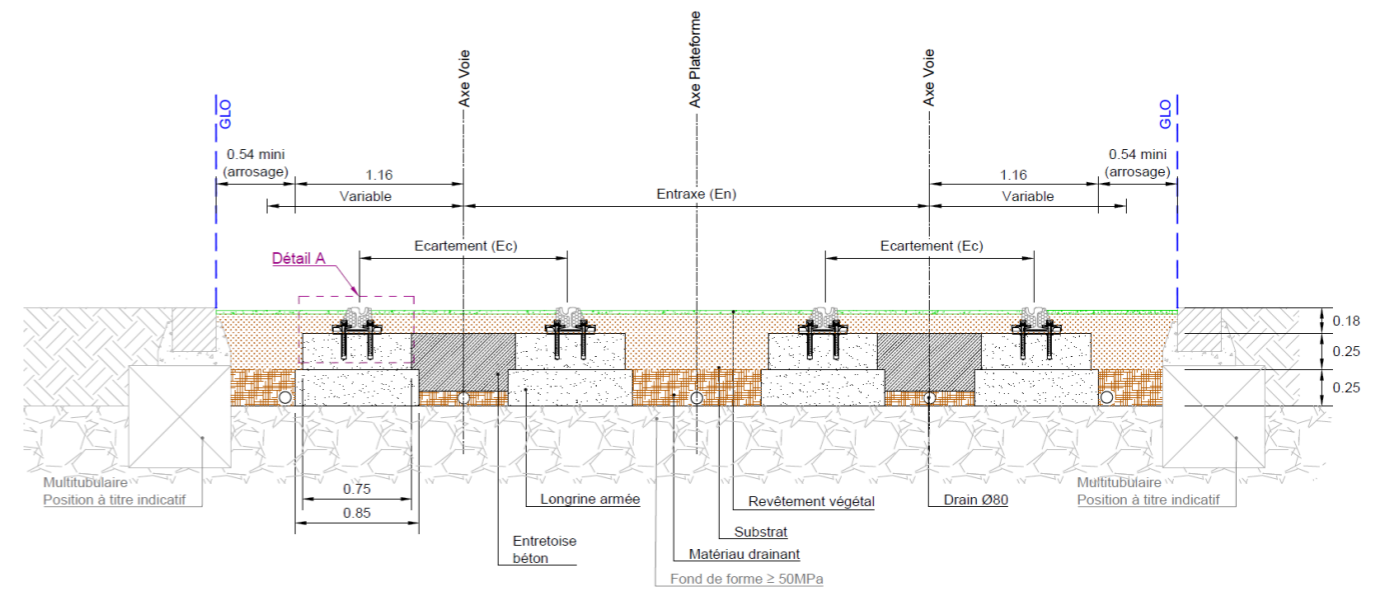 Axe Voie
Axe Plateforme
Axe Voie
GLO
GLO
0.54 mini
(arrosage)
1.16
Variable
Entraxe (En)
1.16
Variable
0.54 mini
(arrosage)
Ecartement (Ec)
Ecartement (Ec)
Détail A
0.18
0.25
0.25
Multitubulaire
Position à titre indicatif
0.75
0.85
Longrine armée
Entretoise
béton
Revêtement végétal
Substrat
Matériau drainant
Fond de forme ≥ 50MPa
Drain Ø80
Multitubulaire
Position à titre indicatif